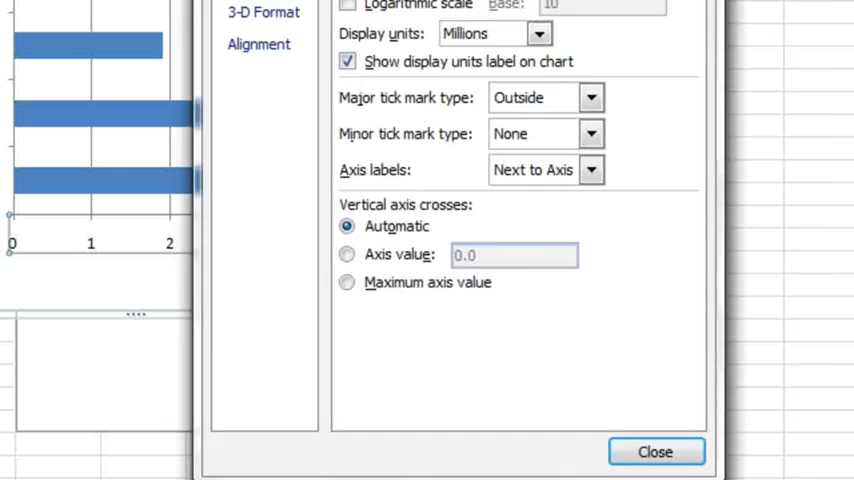 3-D Format
Logarithmic scale Base: 10
Display units: Millions
Alignment
Show display units label on chart
Major tick mark type: Outside
Minor tick mark type: None
Axis labels: Next to Axis
Vertical axis crosses:
Automatic
0 1 2
Axis value: 0.0
Maximum axis value
Close